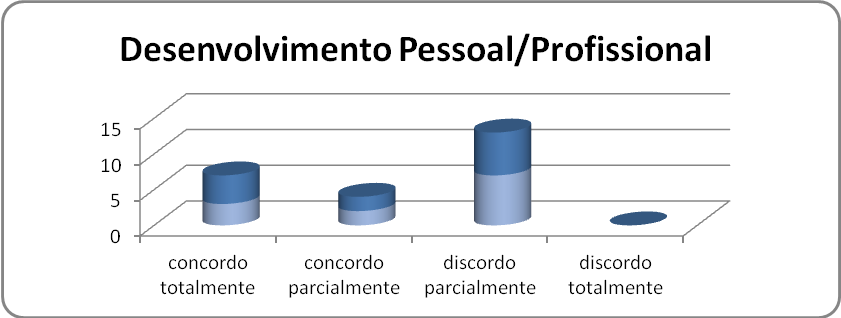 Desenvolvimento Pessoal/Profissional
15
10
5
0
concordo totalmente
concordo parcialmente
discordo parcialmente
discordo totalmente